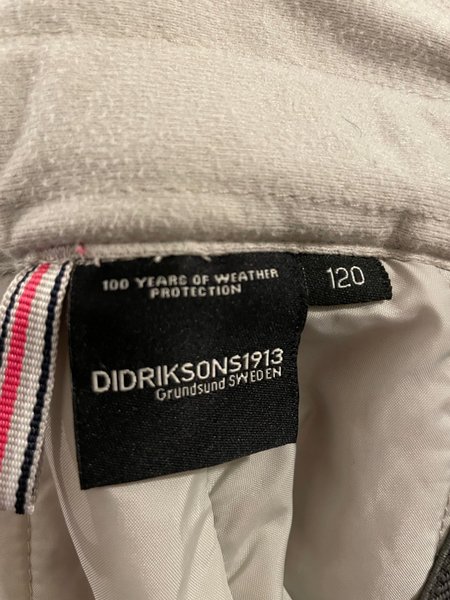 100 YEARS OF WEATHER
PROTECTION
120
DIDRIKSONS1913
Grundsund SWEDEN